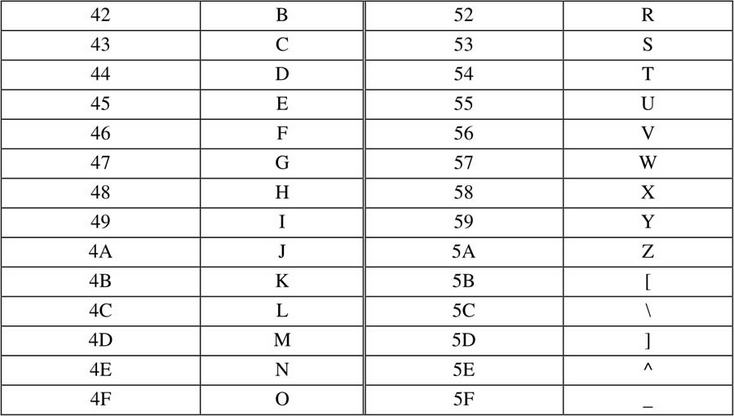 42 B 52 R
43 C 53 S
44 D 54 T
45 E 55 U
46 F 56 V
47 G 57 W
48 H 58 X
49 I 59 Y
4A J 5A Z
4B K 5B [
4C L 5C \
4D M 5D ]
4E N 5E ^
4F O 5F _